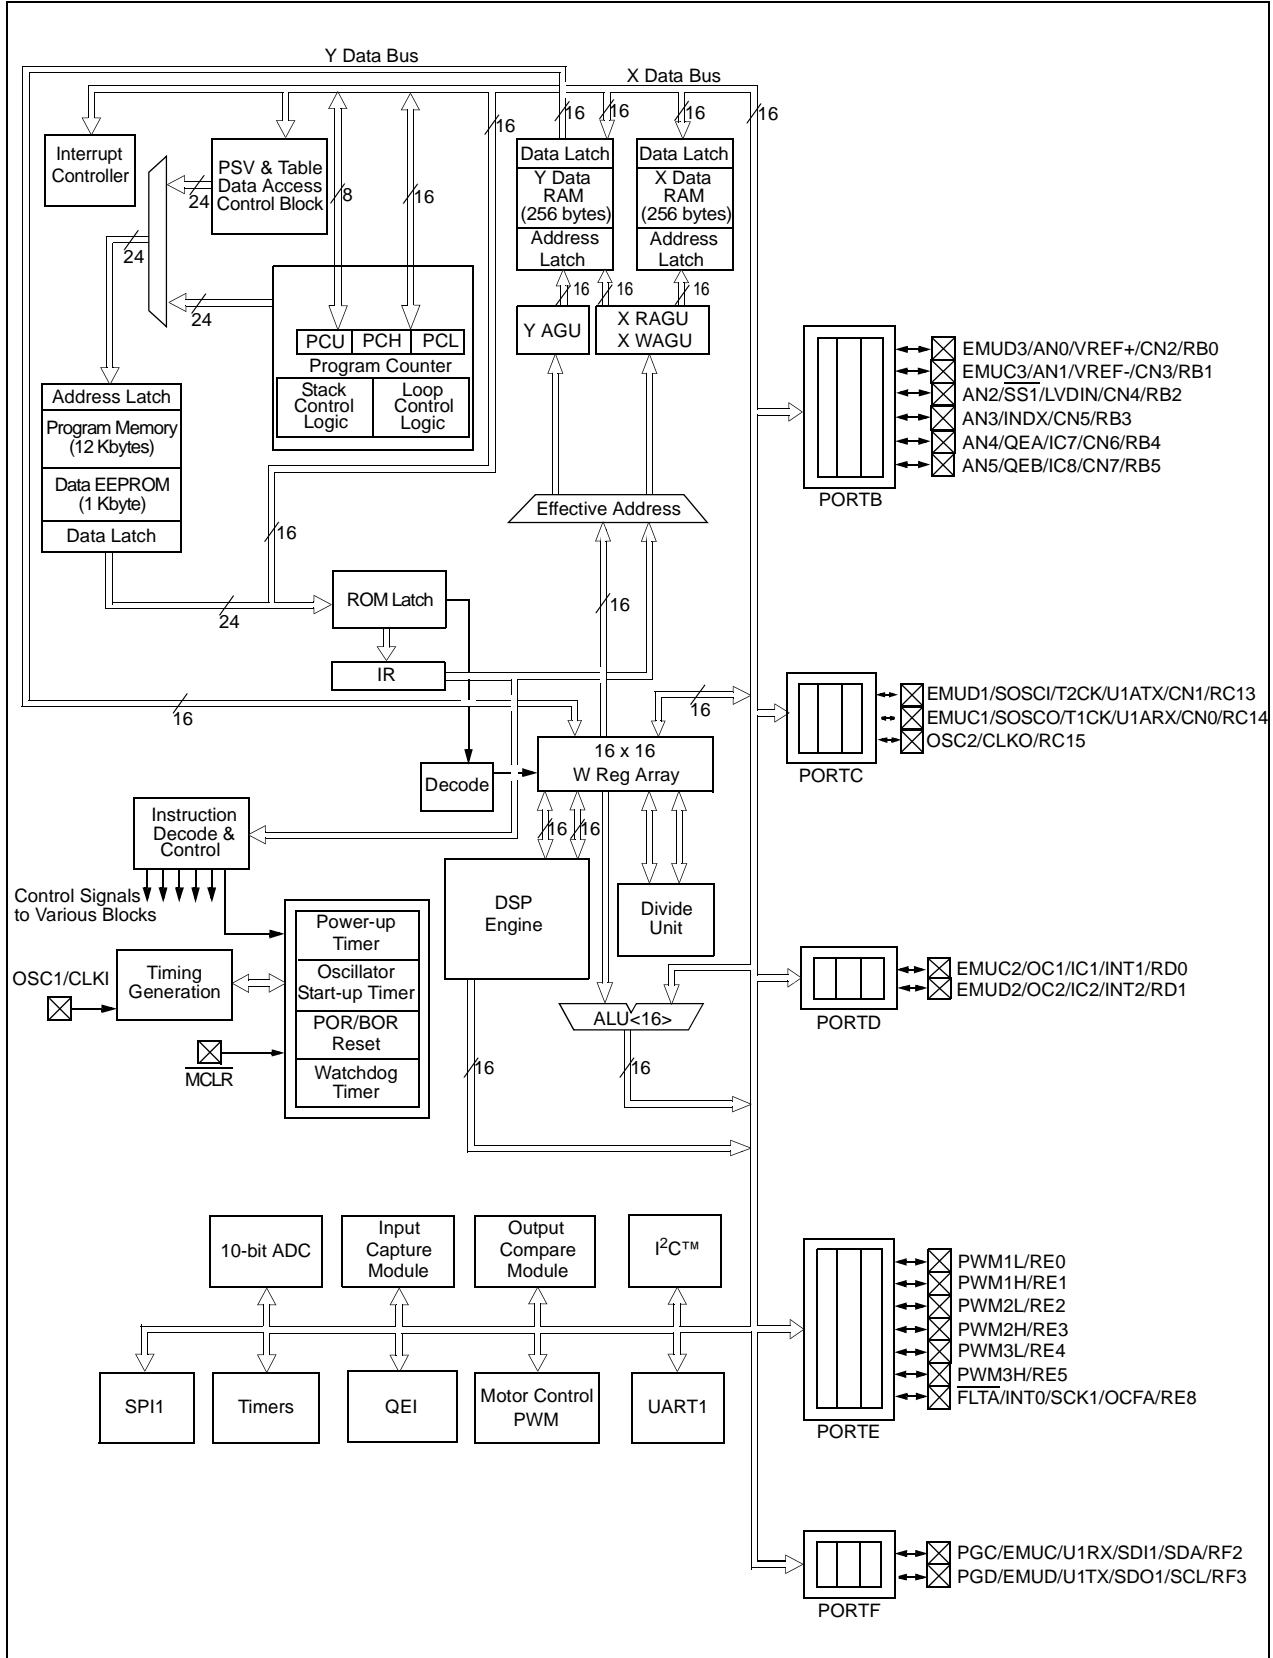 Y Data Bus
X Data Bus
16
16
16
16
16
Interrupt
Controller
PSV & Table
Data Access
Control Block
24
8
16
24
24
Data Latch
Y Data
RAM
(256 bytes)
Address
Latch
Data Latch
X Data
RAM
(256 bytes)
Address
Latch
16
16
16
Y AGU
X RAGU
X WAGU
PCU
PCH
PCL
Program Counter
Stack
Control
Logic
Loop
Control
Logic
Address Latch
Program Memory
(12 Kbytes)
Data EEPROM
(1 Kbyte)
Data Latch
16
24
Effective Address
16
ROM Latch
IR
16
16
16 x 16
W Reg Array
Decode
Instruction
Decode &
Control
16
16
Control Signals
to Various Blocks
DSP
Engine
Divide
Unit
Power-up
Timer
Oscillator
Start-up Timer
POR/BOR
Reset
Watchdog
Timer
OSC1/CLKI
Timing
Generation
MCLR
ALU<16>
16
16
10-bit ADC
Input
Capture
Module
Output
Compare
Module
I²C™
SPI1
Timers
QEI
Motor Control
PWM
UART1
EMUD3/AN0/VREF+/CN2/RB0
EMUC3/AN1/VREF-/CN3/RB1
AN2/SS1/LVDIN/CN4/RB2
AN3/INDX/CN5/RB3
AN4/QEA/IC7/CN6/RB4
AN5/QEB/IC8/CN7/RB5
PORTB
EMUD1/SOSCI/T2CK/U1ATX/CN1/RC13
EMUC1/SOSCO/T1CK/U1ARX/CN0/RC14
OSC2/CLKO/RC15
PORTC
EMUC2/OC1/IC1/INT1/RD0
EMUD2/OC2/IC2/INT2/RD1
PORTD
PWM1L/RE0
PWM1H/RE1
PWM2L/RE2
PWM2H/RE3
PWM3L/RE4
PWM3H/RE5
FLTA/INT0/SCK1/OCFA/RE8
PORTE
PGC/EMUC/U1RX/SDI1/SDA/RF2
PGD/EMUD/U1TX/SDO1/SCL/RF3
PORTF